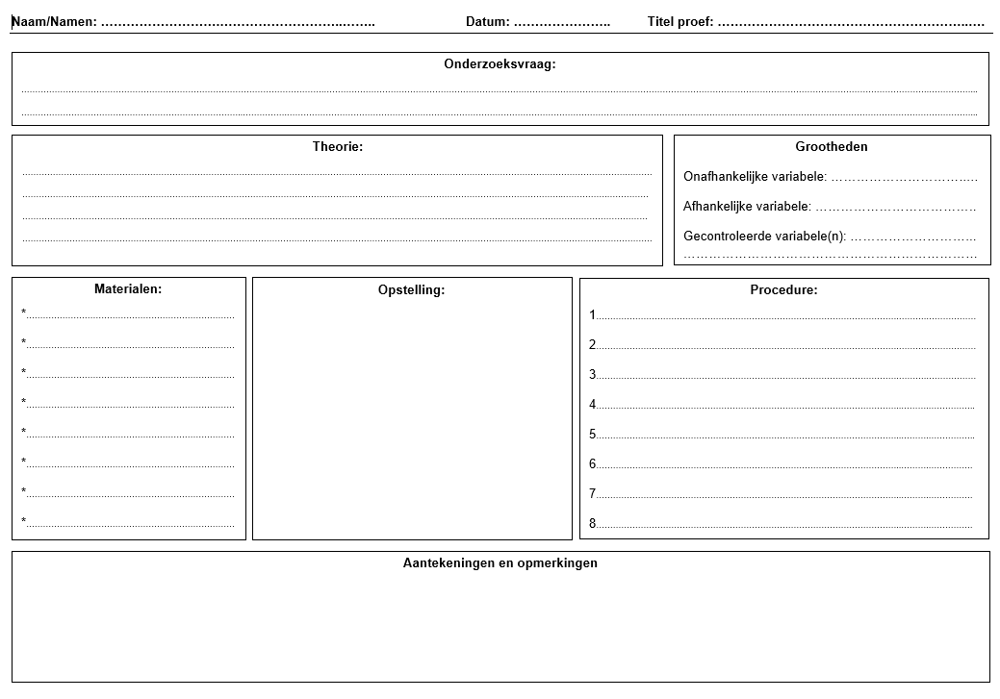 Naam/Namen: ………………………………………………...…….. Datum: ………………….. Titel proef: …………………………………………………..….
Onderzoeksvraag:
Theorie:
Grootheden
Onafhankelijke variabele: ……………………………..
Afhankelijke variabele: ………………………………..
Gecontroleerde variabele(n): ………………………...
……………………………………………………………
Materialen:
*
*
*
*
*
*
*
*
Opstelling:
Procedure:
1
2
3
4
5
6
7
8
Aantekeningen en opmerkingen